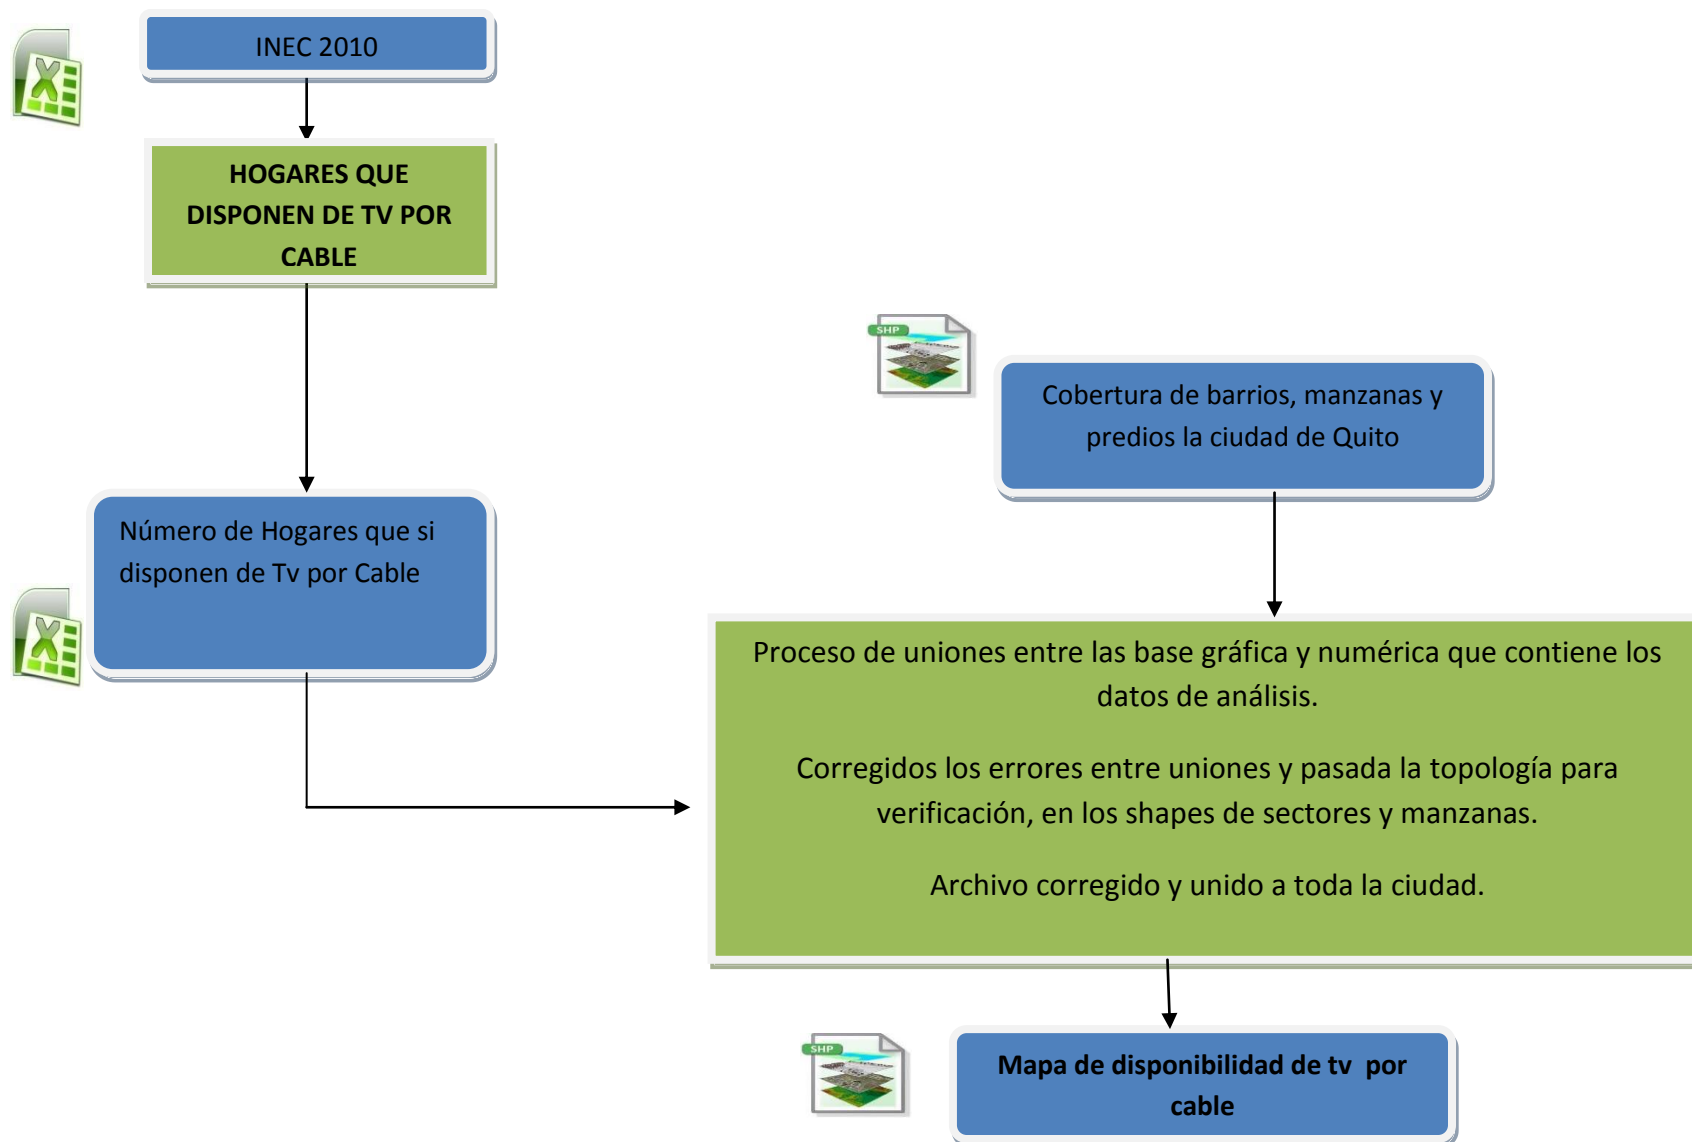 INEC 2010
HOGARES QUE
DISPONEN DE TV POR
CABLE
SHP
Cobertura de barrios, manzanas y
predios la ciudad de Quito
Número de Hogares que si
disponen de Tv por Cable
Proceso de uniones entre las base gráfica y numérica que contiene los
datos de análisis.
Corregidos los errores entre uniones y pasada la topología para
verificación, en los shapes de sectores y manzanas.
Archivo corregido y unido a toda la ciudad.
SHP
Mapa de disponibilidad de tv  por
cable